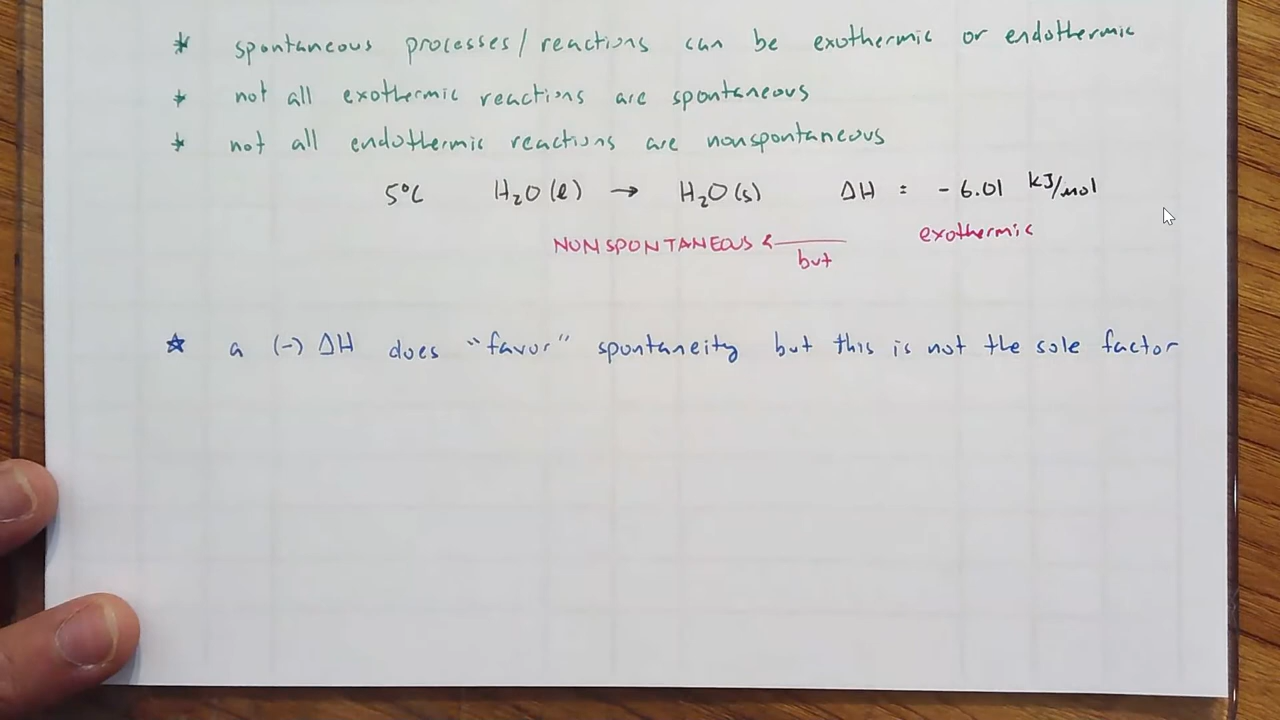 * spontaneous processes/reactions can be exothermic or endothermic
* not all exothermic reactions are spontaneous
* not all endothermic reactions are nonspontaneous
5°C H₂O(l) → H₂O(s) ΔH = -6.01 kJ/mol
NONSPONTANEOUS ← but exothermic
☆ a (-) ΔH does "favor" spontaneity but this is not the sole factor